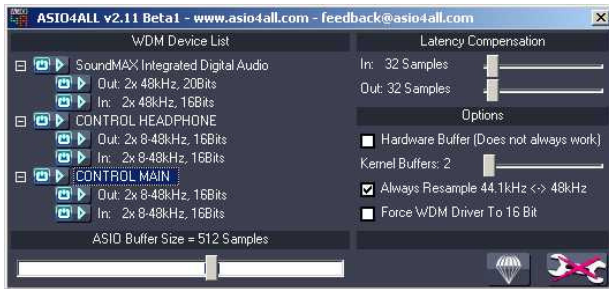 ASIO4ALL v2.11 Beta1 - www.asio4all.com - feedback@asio4all.com
WDM Device List
SoundMAX Integrated Digital Audio
Out: 2x 48kHz, 20Bits
In: 2x 48kHz, 16Bits
CONTROL HEADPHONE
Out: 2x 8-48kHz, 16Bits
In: 2x 8-48kHz, 16Bits
CONTROL MAIN
Out: 2x 8-48kHz, 16Bits
In: 2x 8-48kHz, 16Bits
ASIO Buffer Size = 512 Samples
Latency Compensation
In: 32 Samples
Out: 32 Samples
Options
Hardware Buffer (Does not always work)
Kernel Buffers: 2
Always Resample 44.1kHz <-> 48kHz
Force WDM Driver To 16 Bit